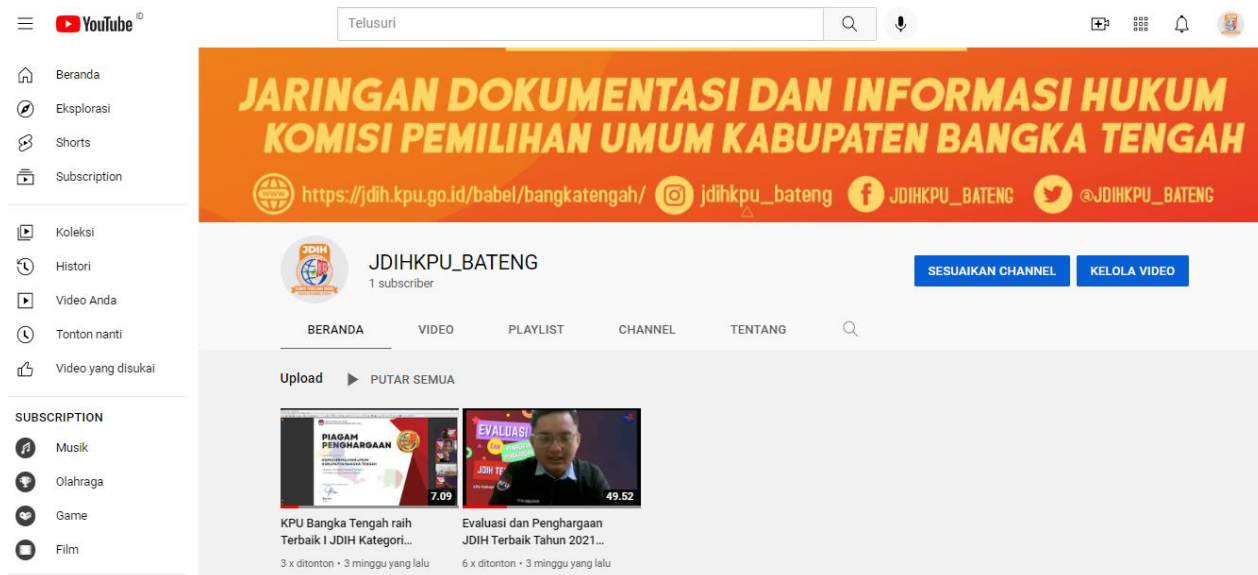 YouTube ID
Telusuri
Beranda
Eksplorasi
Shorts
Subscription
Koleksi
Histori
Video Anda
Tonton nanti
Video yang disukai
SUBSCRIPTION
Musik
Olahraga
Game
Film
JARINGAN DOKUMENTASI DAN INFORMASI HUKUM
KOMISI PEMILIHAN UMUM KABUPATEN BANGKA TENGAH
www https://jdih.kpu.go.id/babel/bangkatengah/ jdihkpu_bateng JDIHKPU_BATENG @JDIHKPU_BATENG
JDIH
JDIHKPU_BATENG
1 subscriber
SESUAIKAN CHANNEL KELOLA VIDEO
BERANDA VIDEO PLAYLIST CHANNEL TENTANG
Upload PUTAR SEMUA
PIAGAM
PENGHARGAAN
7.09
EVALUASI
49.52
KPU Bangka Tengah raih
Terbaik I JDIH Kategori...
3 x ditonton • 3 minggu yang lalu
Evaluasi dan Penghargaan
JDIH Terbaik Tahun 2021...
6 x ditonton • 3 minggu yang lalu